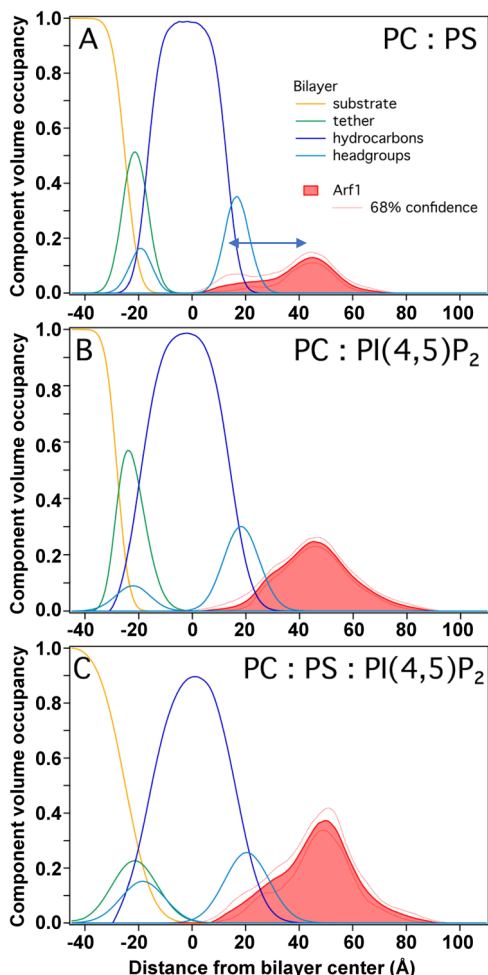 A
PC : PS
Component volume occupancy
1.0
0.8
0.6
0.4
0.2
0.0
Bilayer
substrate
tether
hydrocarbons
headgroups
Arf1
68% confidence
-40 -20 0 20 40 60 80 100
B
PC : PI(4,5)P₂
Component volume occupancy
1.0
0.8
0.6
0.4
0.2
0.0
-40 -20 0 20 40 60 80 100
C
PC : PS : PI(4,5)P₂
Component volume occupancy
1.0
0.8
0.6
0.4
0.2
0.0
-40 -20 0 20 40 60 80 100
Distance from bilayer center (Å)